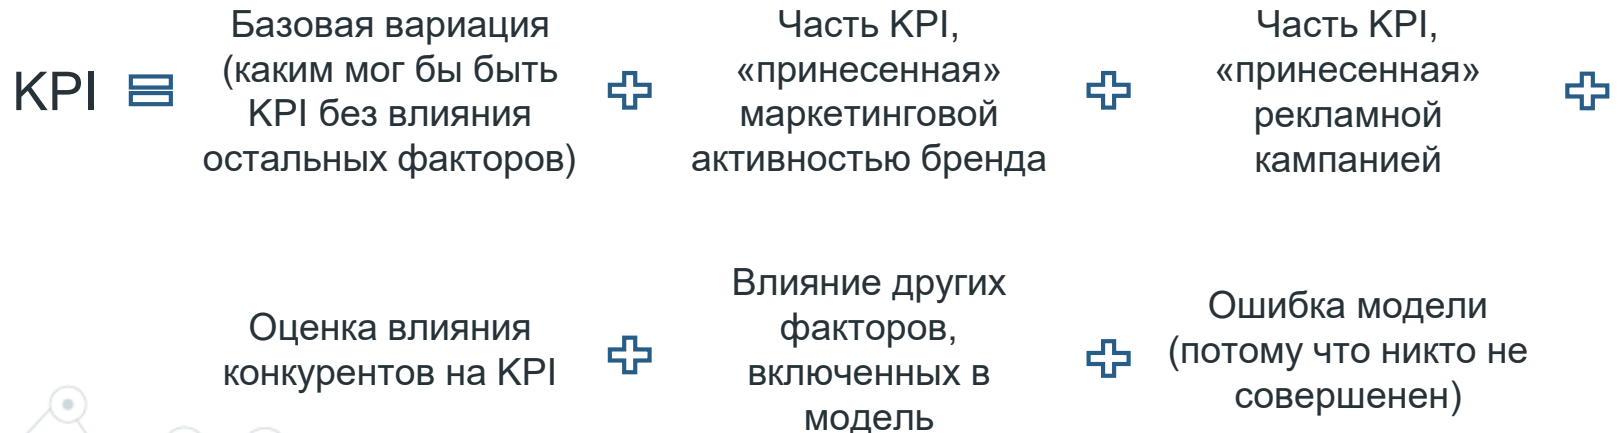 KPI =
Базовая вариация
(каким мог бы быть
KPI без влияния
остальных факторов)
+
Часть KPI,
«принесенная»
маркетинговой
активностью бренда
+
Часть KPI,
«принесенная»
рекламной
кампанией
+
Оценка влияния
конкурентов на KPI
+
Влияние других
факторов,
включенных в
модель
+
Ошибка модели
(потому что никто не
совершенен)